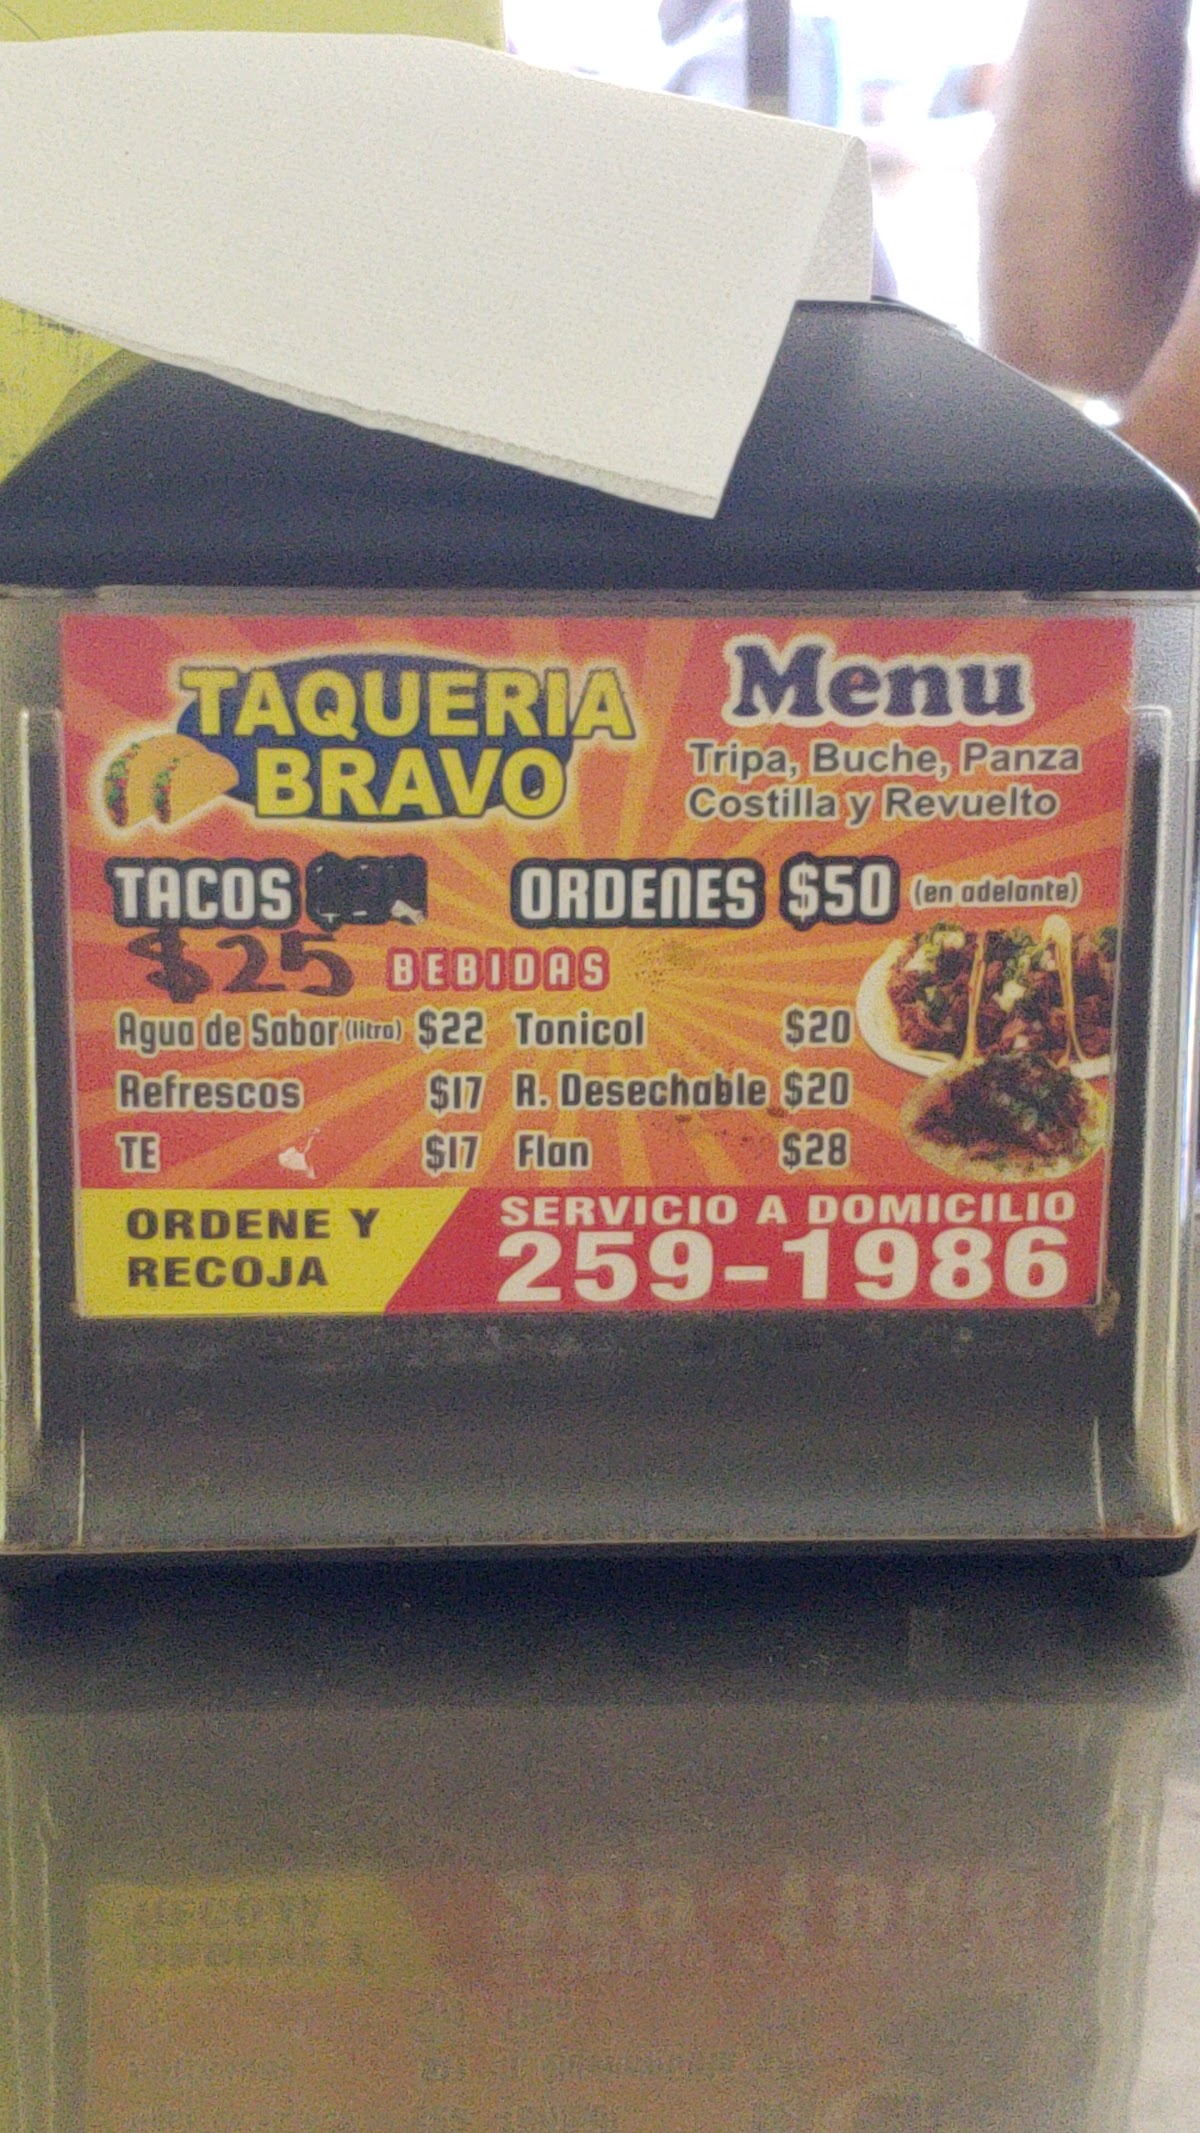 TAQUERIA
BRAVO
Menu
Tripa, Buche, Panza
Costilla y Revuelto
TACOS
$25
ORDENES $50 (en adelante)
BEBIDAS
Agua de Sabor (litro) $22
Refrescos $17
TE $17
Tonicol $20
R. Desechable $20
Flan $28
ORDENE Y
RECOJA
SERVICIO A DOMICILIO
259-1986